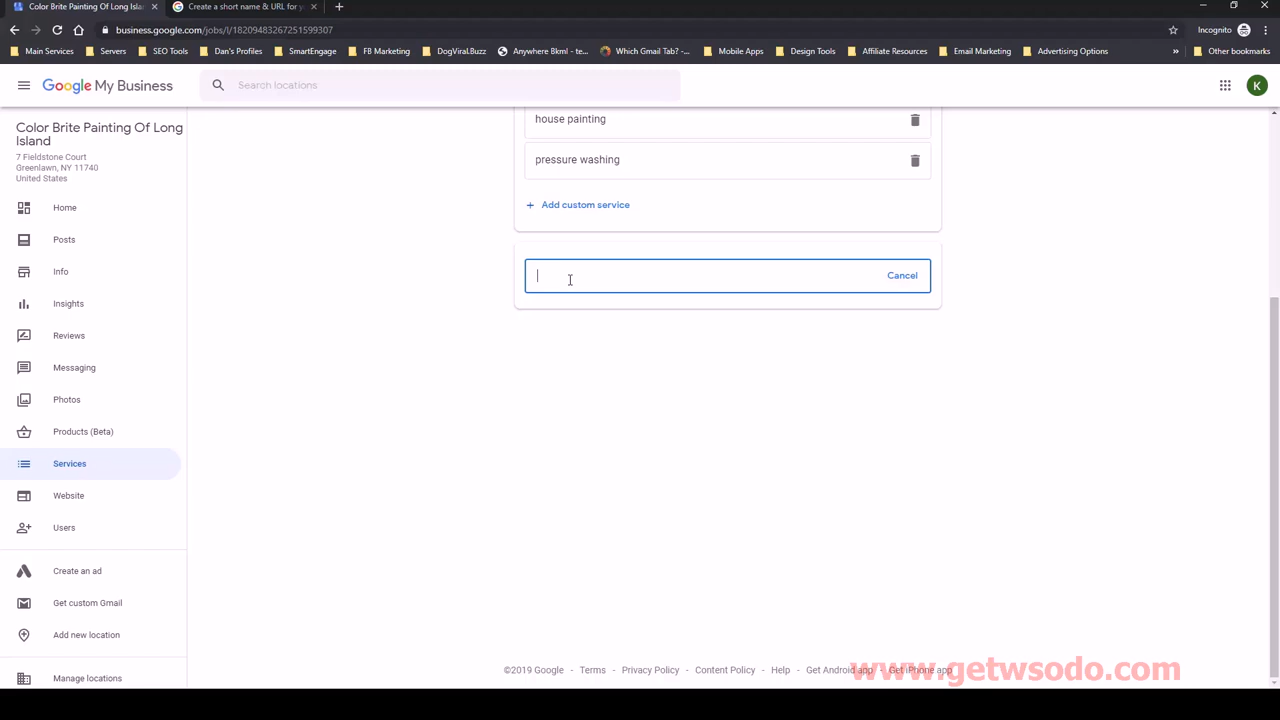 Color Brite Painting Of Long Isla
Create a short name & URL for yo
business.google.com/jobs/l/18209483267251599307
Incognito
Main Services
Servers
SEO Tools
Dan's Profiles
SmartEngage
FB Marketing
DogViral.Buzz
Anywhere Bkml - te...
Which Gmail Tab? -...
Mobile Apps
Design Tools
Affiliate Resources
Email Marketing
Advertising Options
»
Other bookmarks
Google My Business
Search locations
K
Color Brite Painting Of Long
Island
7 Fieldstone Court
Greenlawn, NY 11740
United States
Home
Posts
Info
Insights
Reviews
Messaging
Photos
Products (Beta)
Services
Website
Users
Create an ad
Get custom Gmail
Add new location
Manage locations
house painting
pressure washing
+ Add custom service
Cancel
©2019 Google - Terms - Privacy Policy - Content Policy - Help - Get Android app - Get iPhone app
www.getwsodo.com